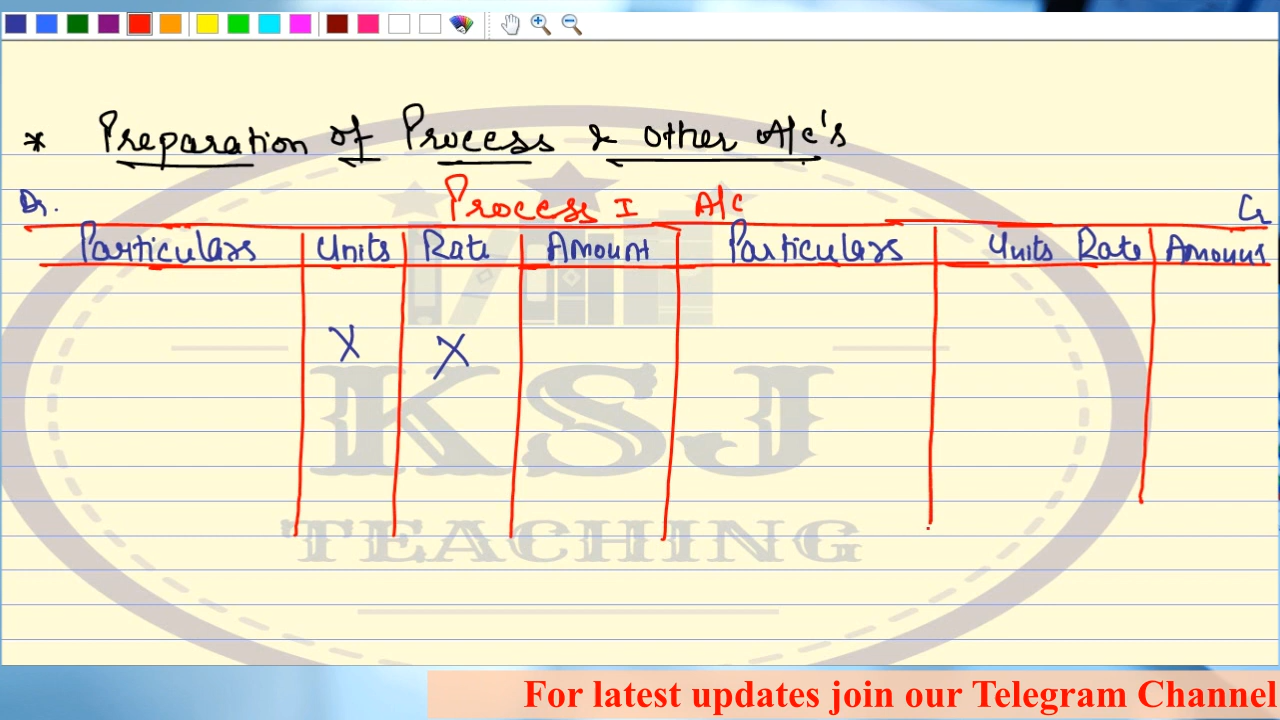 * Preparation of Process & other A/c's
Process I A/c
Dr. Cr
Particulars Units Rate Amount Particulars Units Rate Amount
X X
KSJ
TEACHING
For latest updates join our Telegram Channel